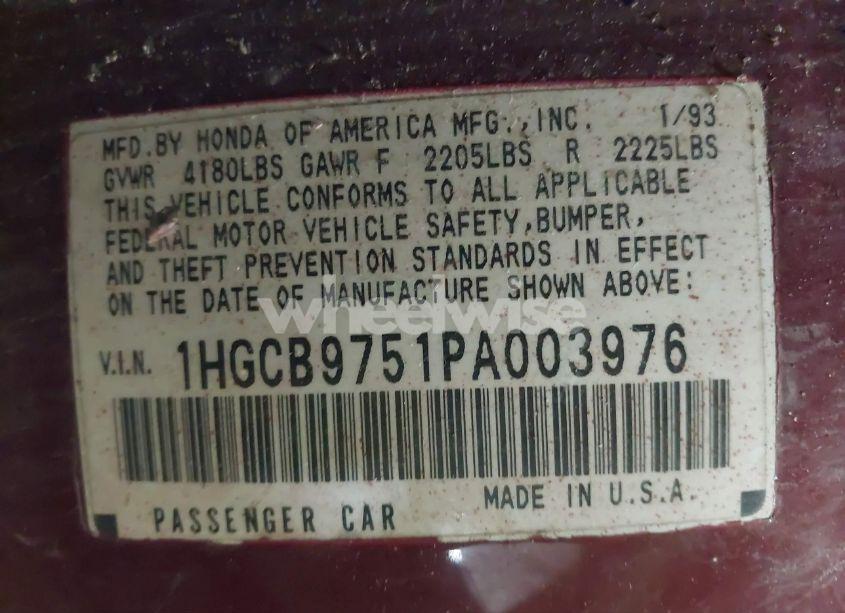 MFD.BY HONDA OF AMERICA MFG.,INC. 1/93
GVWR 4180LBS GAWR F 2205LBS R 2225LBS
THIS VEHICLE CONFORMS TO ALL APPLICABLE
FEDERAL MOTOR VEHICLE SAFETY,BUMPER,
AND THEFT PREVENTION STANDARDS IN EFFECT
ON THE DATE OF MANUFACTURE SHOWN ABOVE:
wheelwise
V.I.N. 1HGCB9751PA003976
PASSENGER CAR MADE IN U.S.A.